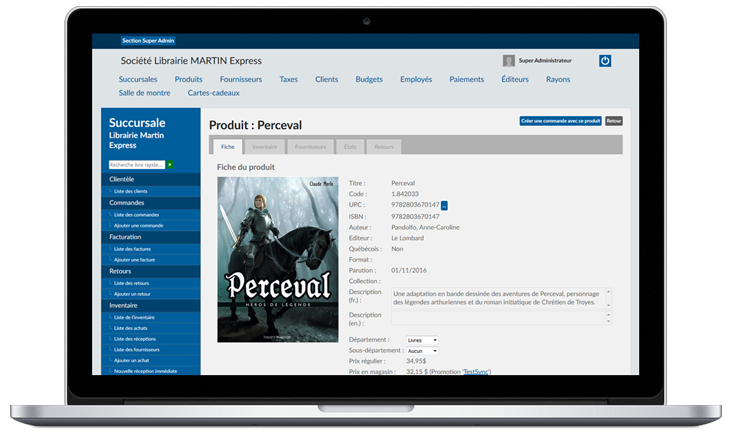 Section Super Admin
Société Librairie MARTIN Express
Super Administrateur
Succursales Produits Fournisseurs Taxes Clients Budgets Employés Paiements Éditeurs Rayons
Salle de montre Cartes-cadeaux
Succursale
Librairie Martin
Express
Recherche livre rapide...
Clientèle
Liste des clients
Commandes
Liste des commandes
Ajouter une commande
Facturation
Liste des factures
Ajouter une facture
Retours
Liste des retours
Ajouter un retour
Inventaire
Liste de l'inventaire
Liste des achats
Liste des réceptions
Liste des fournisseurs
Ajouter un achat
Nouvelle réception immédiate
Produit : Perceval
Créer une commande avec ce produit Retour
Fiche Inventaire Fournisseurs États Retours
Fiche du produit
Claude Merle
Perceval
HÉROS DE LÉGENDE
Titre : Perceval
Code : 1.842033
UPC : 9782803670147 ...
ISBN : 9782803670147
Auteur : Pandolfo, Anne-Caroline
Editeur : Le Lombard
Québécois : Non
Format :
Parution : 01/11/2016
Collection :
Description (fr.) : Une adaptation en bande dessinée des aventures de Perceval, personnage
des légendes arthuriennes et du roman initiatique de Chrétien de Troyes.
Description (en.) :
Département : Livres
Sous-département : Aucun
Prix régulier : 34,95$
Prix en magasin : 32,15 $ (Promotion 'TestSync')